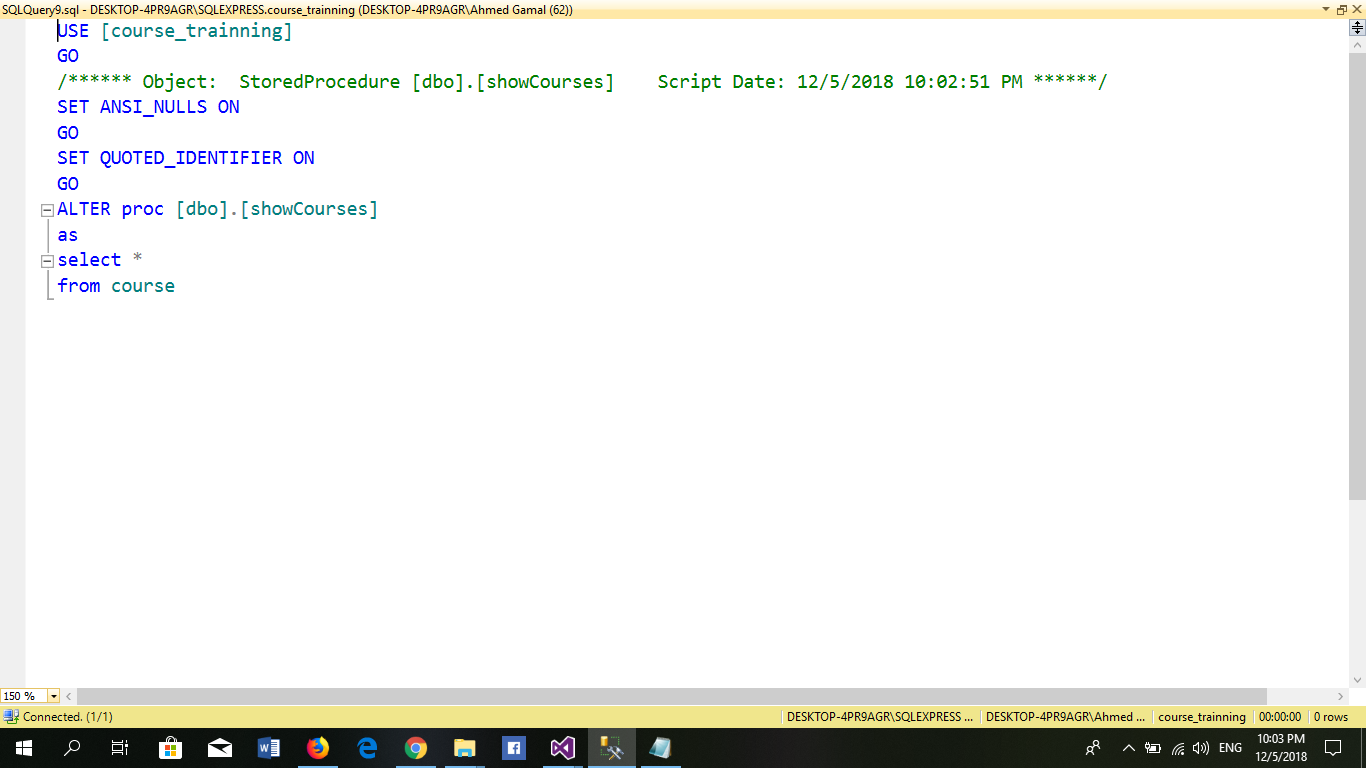 SQLQuery9.sql - DESKTOP-4PR9AGR\SQLEXPRESS.course_trainning (DESKTOP-4PR9AGR\Ahmed Gamal (62))
USE [course_trainning]
GO
/****** Object:  StoredProcedure [dbo].[showCourses]    Script Date: 12/5/2018 10:02:51 PM ******/
SET ANSI_NULLS ON
GO
SET QUOTED_IDENTIFIER ON
GO
ALTER proc [dbo].[showCourses]
as
select *
from course
150 %
Connected. (1/1) DESKTOP-4PR9AGR\SQLEXPRESS ... DESKTOP-4PR9AGR\Ahmed ... course_trainning 00:00:00 0 rows
ENG 10:03 PM
12/5/2018